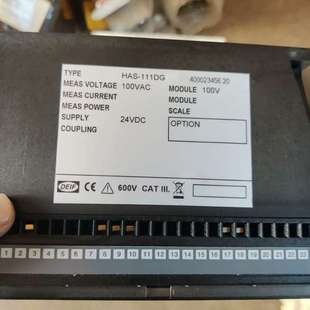 TYPE HAS-111DG 40002345E 20
MEAS VOLTAGE 100VAC MODULE 100V
MEAS CURRENT MODULE
MEAS POWER SCALE
SUPPLY 24VDC OPTION
COUPLING
DEIF CE 600V CAT III.
1 2 3 4 5 6 7 8 9 10 11 12 13 14 15 16 17 18 19 20 21 22 23